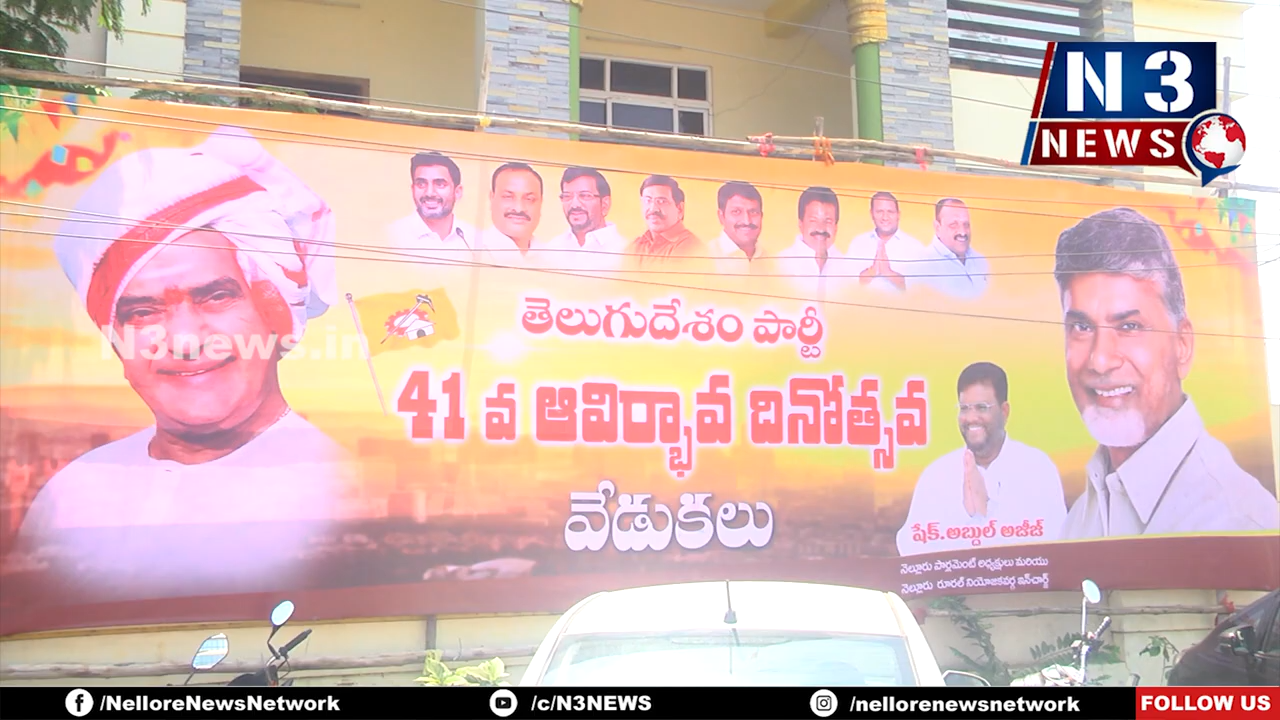 N3
NEWS
N3news.in
తెలుగుదేశం పార్టీ
41 వ ఆవిర్భావ దినోత్సవ
వేడుకలు
షేక్.అబ్దుల్ అజీజ్
నెల్లూరు పార్లమెంట్ అధ్యక్షులు మరియు
నెల్లూరు రూరల్ నియోజకవర్గ ఇన్‌చార్జ్
/NelloreNewsNetwork
/c/N3NEWS
/nellorenewsnetwork
FOLLOW US